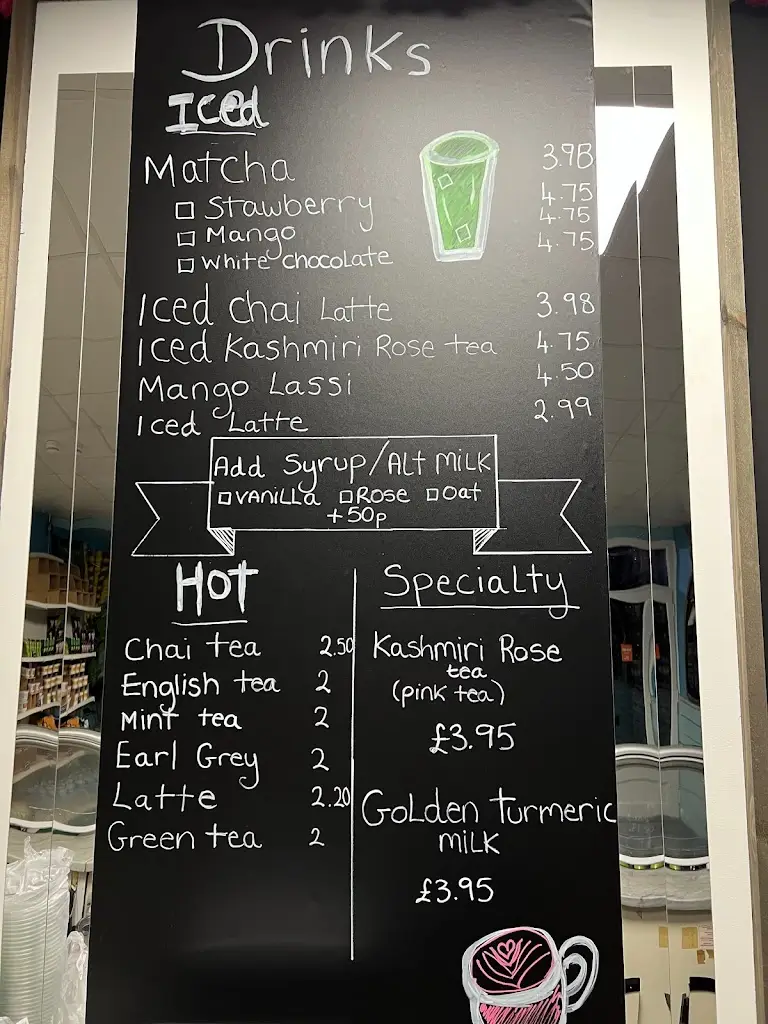 Drinks
Iced
Matcha 3.98
□ Stawberry 4.75
□ Mango 4.75
□ White chocolate 4.75
Iced Chai Latte 3.98
Iced Kashmiri Rose tea 4.75
Mango Lassi 4.50
Iced Latte 2.99
Add Syrup/Alt Milk
□ Vanilla □ Rose □ Oat
+50p
Hot
Chai tea 2.50
English tea 2
Mint tea 2
Earl Grey 2
Latte 2.20
Green tea 2
Specialty
Kashmiri Rose
tea
(pink tea)
£3.95
Golden turmeric
milk
£3.95